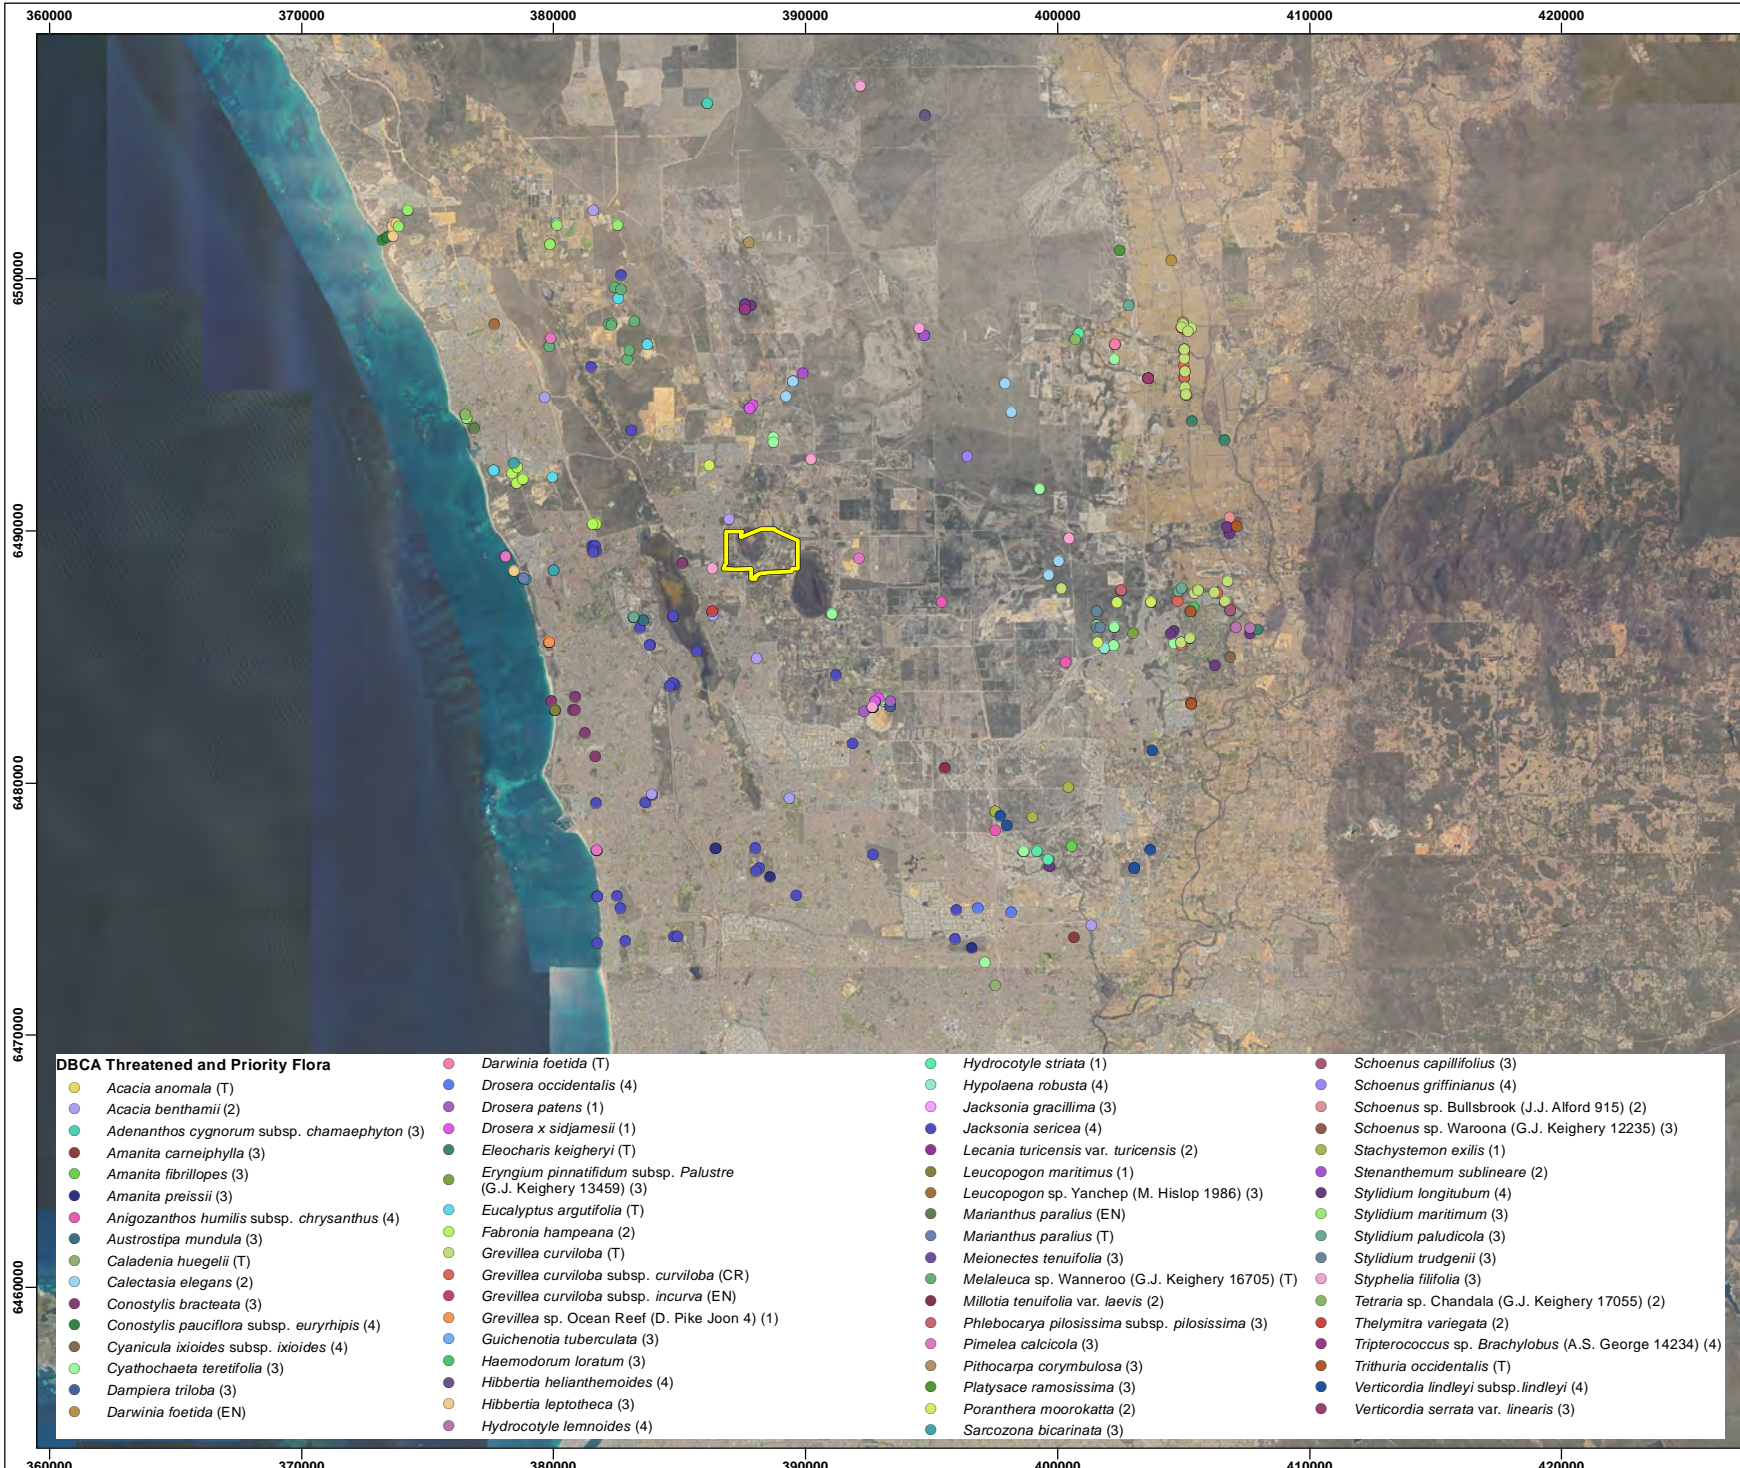 360000 370000 380000 390000 400000 410000 420000
6500000
6490000
6480000
6470000
6460000
DBCA Threatened and Priority Flora
Acacia anomala (T)
Acacia benthamii (2)
Adenanthos cygnorum subsp. chamaephyton (3)
Amanita carneiphylla (3)
Amanita fibrillopes (3)
Amanita preissii (3)
Anigozanthos humilis subsp. chrysanthus (4)
Austrostipa mundula (3)
Caladenia huegelii (T)
Calectasia elegans (2)
Conostylis bracteata (3)
Conostylis pauciflora subsp. euryrhipis (4)
Cyanicula ixioides subsp. ixioides (4)
Cyathochaeta teretifolia (3)
Dampiera triloba (3)
Darwinia foetida (EN)
Darwinia foetida (T)
Drosera occidentalis (4)
Drosera patens (1)
Drosera x sidjamesii (1)
Eleocharis keigheryi (T)
Eryngium pinnatifidum subsp. Palustre
(G.J. Keighery 13459) (3)
Eucalyptus argutifolia (T)
Fabronia hampeana (2)
Grevillea curviloba (T)
Grevillea curviloba subsp. curviloba (CR)
Grevillea curviloba subsp. incurva (EN)
Grevillea sp. Ocean Reef (D. Pike Joon 4) (1)
Guichenotia tuberculata (3)
Haemodorum loratum (3)
Hibbertia helianthemoides (4)
Hibbertia leptotheca (3)
Hydrocotyle lemnoides (4)
Hydrocotyle striata (1)
Hypolaena robusta (4)
Jacksonia gracillima (3)
Jacksonia sericea (4)
Lecania turicensis var. turicensis (2)
Leucopogon maritimus (1)
Leucopogon sp. Yanchep (M. Hislop 1986) (3)
Marianthus paralius (EN)
Marianthus paralius (T)
Meionectes tenuifolia (3)
Melaleuca sp. Wanneroo (G.J. Keighery 16705) (T)
Millotia tenuifolia var. laevis (2)
Phlebocarya pilosissima subsp. pilosissima (3)
Pimelea calcicola (3)
Pithocarpa corymbulosa (3)
Platysace ramosissima (3)
Poranthera moorokatta (2)
Sarcozona bicarinata (3)
Schoenus capillifolius (3)
Schoenus griffinianus (4)
Schoenus sp. Bullsbrook (J.J. Alford 915) (2)
Schoenus sp. Waroona (G.J. Keighery 12235) (3)
Stachystemon exilis (1)
Stenanthemum sublineare (2)
Stylidium longitubum (4)
Stylidium maritimum (3)
Stylidium paludicola (3)
Stylidium trudgenii (3)
Styphelia filifolia (3)
Tetraria sp. Chandala (G.J. Keighery 17055) (2)
Thelymitra variegata (2)
Tripterococcus sp. Brachylobus (A.S. George 14234) (4)
Trithuria occidentalis (T)
Verticordia lindleyi subsp.lindleyi (4)
Verticordia serrata var. linearis (3)
360000 370000 380000 390000 400000 410000 420000